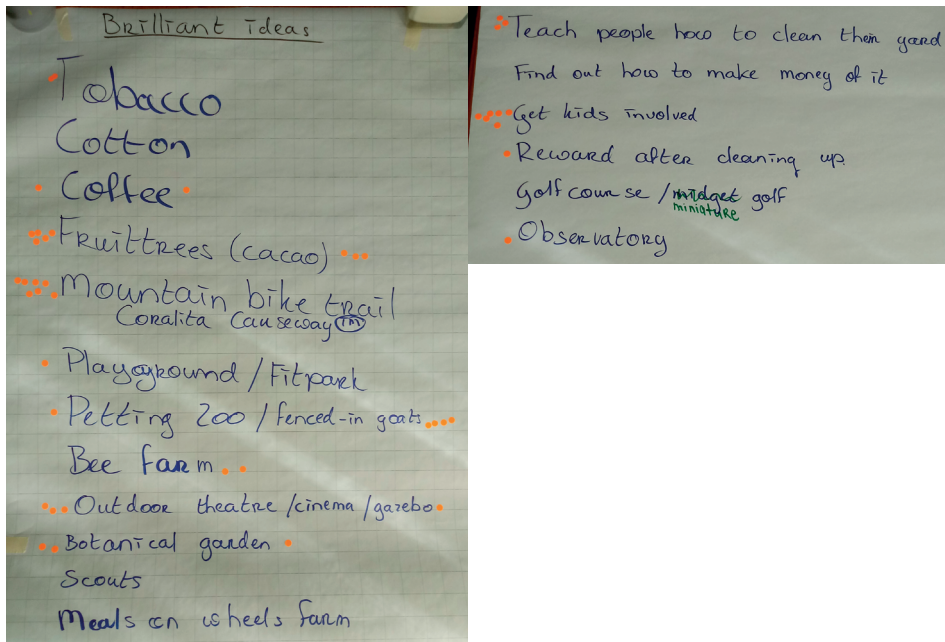 Brilliant ideas
Tobacco
Cotton
Coffee
Fruittrees (cacao)
Mountain bike trail
Coralita Causeway TM
Playground / Fitpark
Petting zoo / fenced-in goats
Bee farm
Outdoor theatre / cinema / gazebo
Botanical garden
Scouts
Meals on wheels farm
Teach people how to clean their yard
Find out how to make money of it
Get kids involved
Reward after cleaning up
Golf course / midget golf
miniature
Observatory